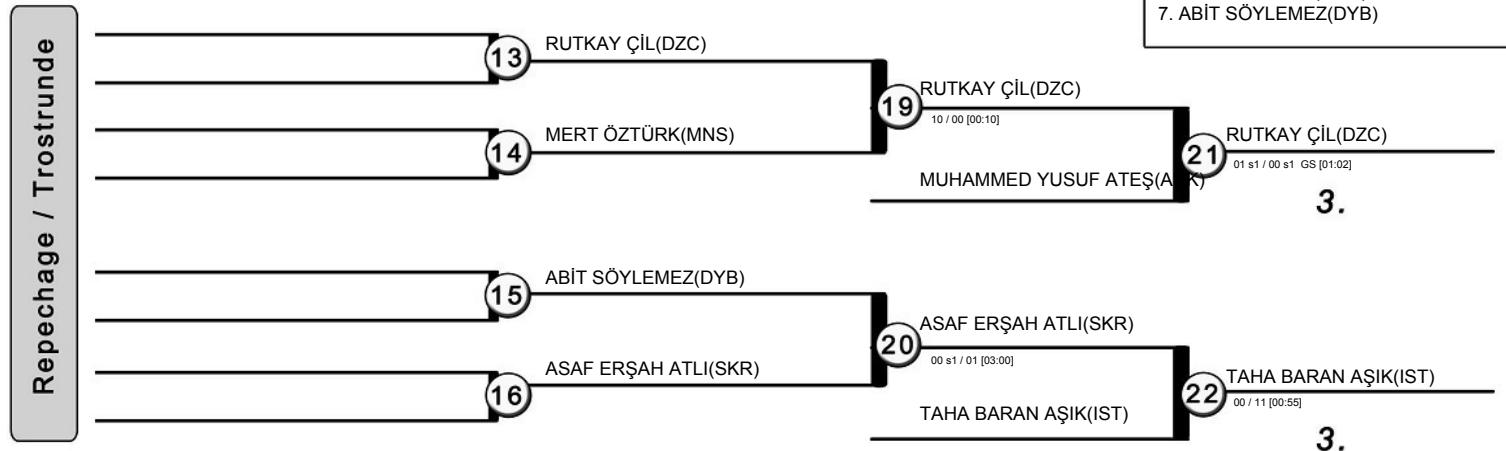 7. ABİT SÖYLEMEZ(DYB)
Repechage / Trostrunde
13
RUTKAY ÇİL(DZC)
19
RUTKAY ÇİL(DZC)
10 / 00 [00:10]
14
MERT ÖZTÜRK(MNS)
21
RUTKAY ÇİL(DZC)
01 s1 / 00 s1 GS [01:02]
MUHAMMED YUSUF
3.
15
ABİT SÖYLEMEZ(DYB)
20
ASAF ERŞAH ATLI(SKR)
00 s1 / 01 [03:00]
16
ASAF ERŞAH ATLI(SKR)
22
TAHA BARAN AŞIK(IST)
00 / 11 [00:55]
TAHA BARAN AŞIK(IST)
3.